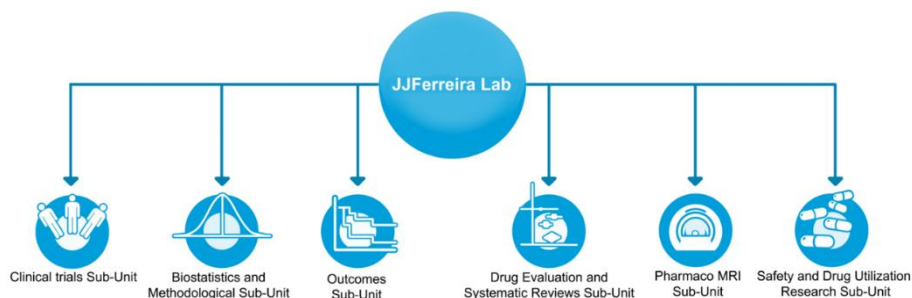 JJFerreira Lab
Clinical trials Sub-Unit
Biostatistics and
Methodological Sub-Unit
Outcomes
Sub-Unit
Drug Evaluation and
Systematic Reviews Sub-Unit
Pharmaco MRI
Sub-Unit
Safety and Drug Utilization
Research Sub-Unit